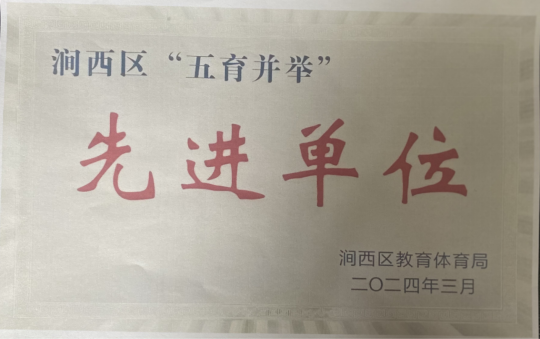 涧西区“五育并举”
先进单位
涧西区教育体育局
二〇二四年三月